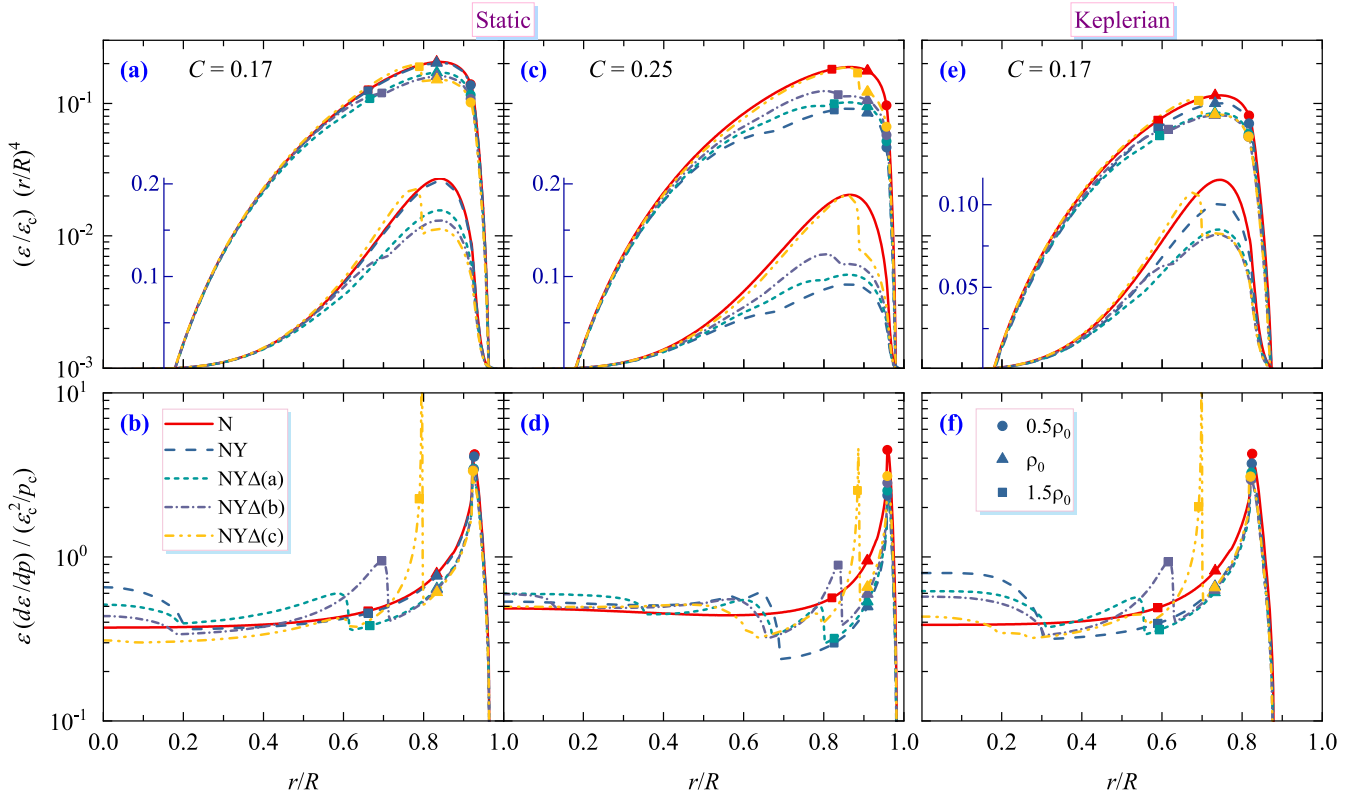 Static
Keplerian
(a)
C = 0.17
(c)
C = 0.25
(e)
C = 0.17
(ε/ε_c) (r/R)^4
10^-1
10^-2
10^-3
0.2
0.1
0.2
0.1
0.10
0.05
(b)
(d)
(f)
N
NY
NYΔ(a)
NYΔ(b)
NYΔ(c)
0.5ρ_0
ρ_0
1.5ρ_0
ε(dε/dp) / (ε_c^2/p_c)
10^1
10^0
10^-1
0.0 0.2 0.4 0.6 0.8 1.0 0.2 0.4 0.6 0.8 1.0 0.2 0.4 0.6 0.8 1.0
r/R r/R r/R